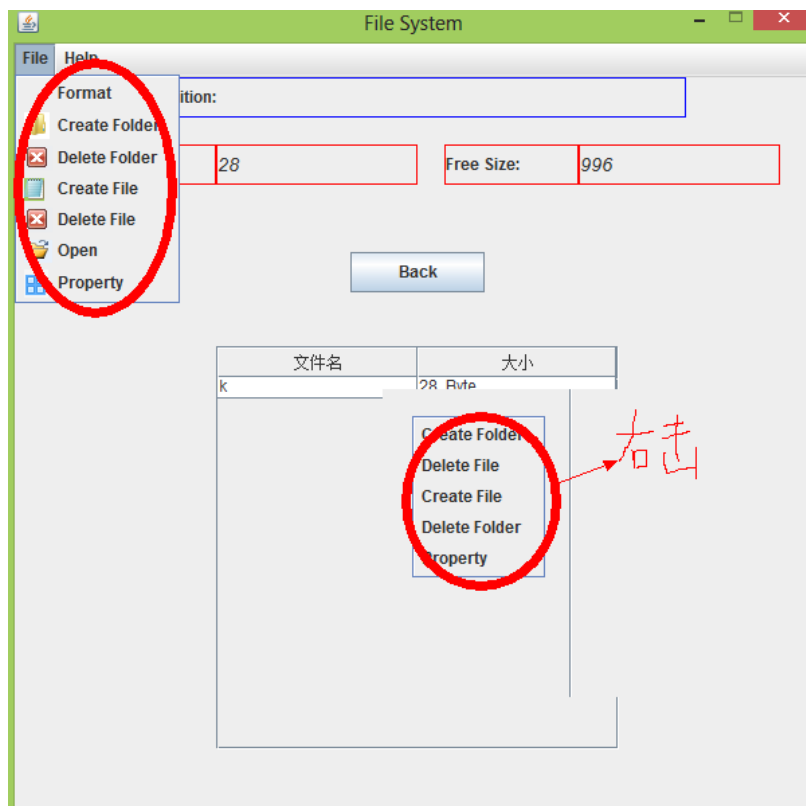 File System
File Help
Format
ition:
Create Folder
Delete Folder
28
Free Size:
996
Create File
Delete File
Open
Property
Back
文件名 大小
k 28 Byte
Create Folder
Delete File
Create File
Delete Folder
Property
右击